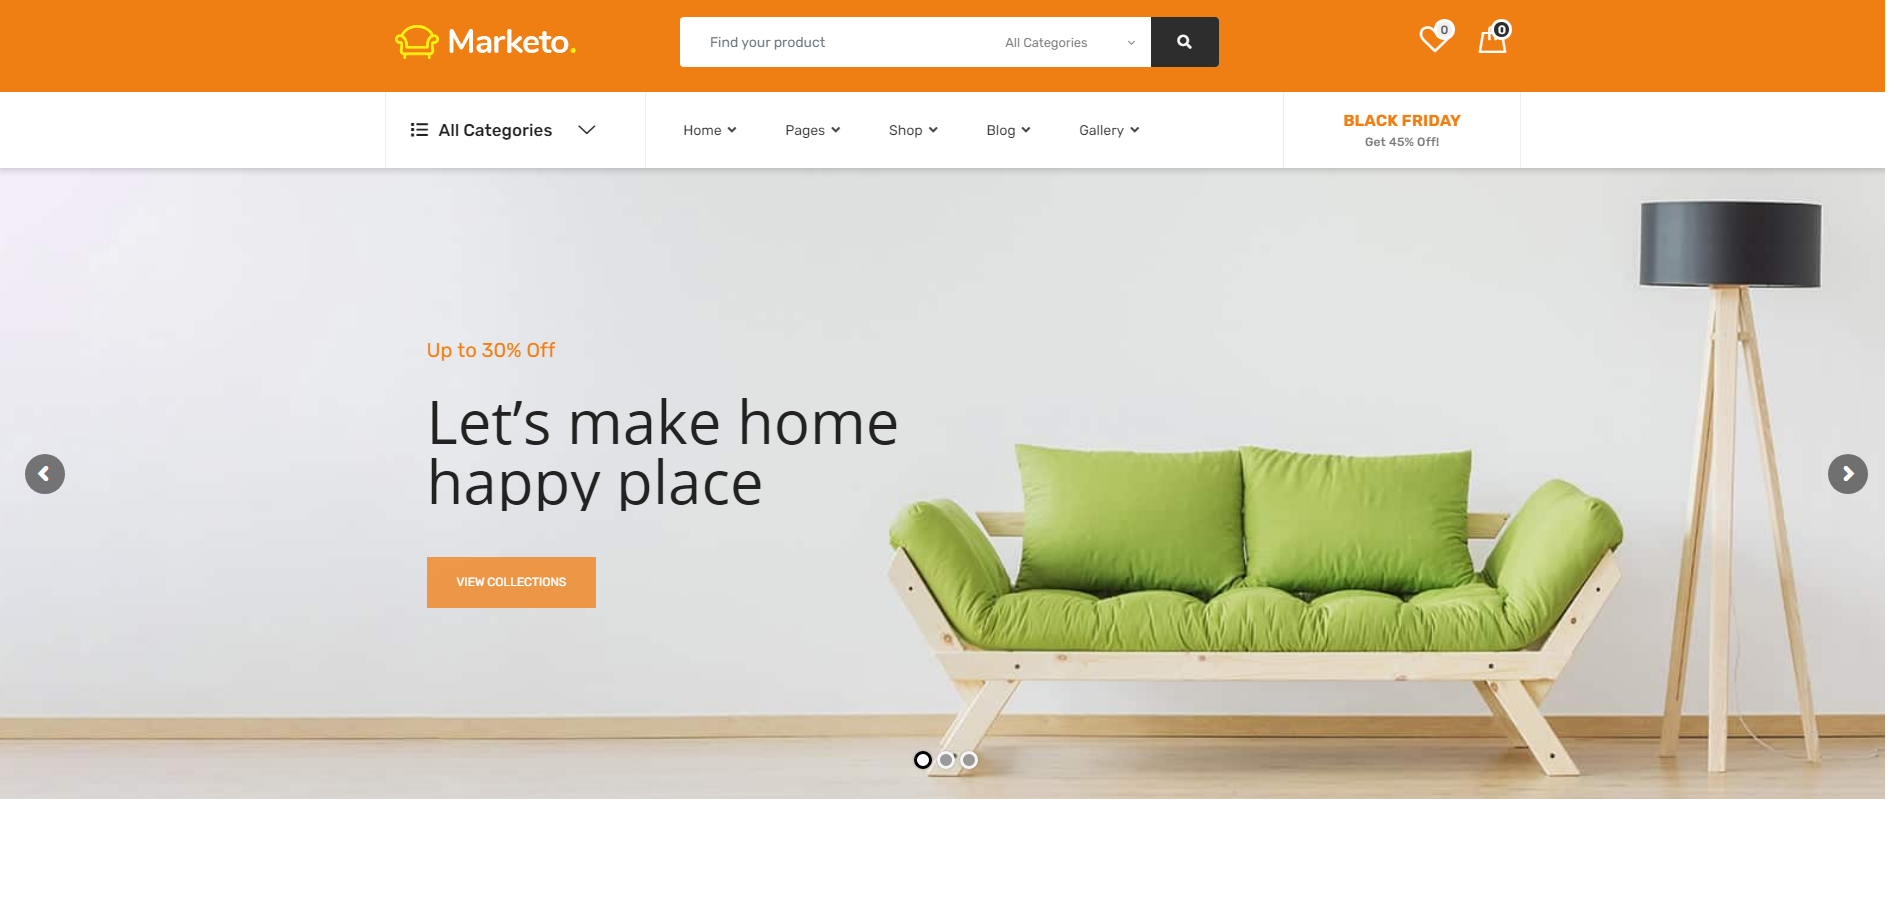 Marketo.
Find your product
All Categories
0
0
All Categories
Home
Pages
Shop
Blog
Gallery
BLACK FRIDAY
Get 45% Off!
Up to 30% Off
Let’s make home
happy place
VIEW COLLECTIONS